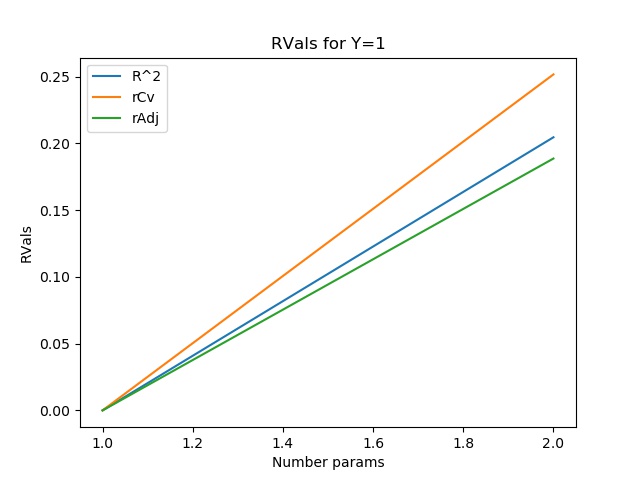 RVals for Y=1
R^2
rCv
rAdj
0.25
0.20
0.15
0.10
0.05
0.00
RVals
1.0 1.2 1.4 1.6 1.8 2.0
Number params